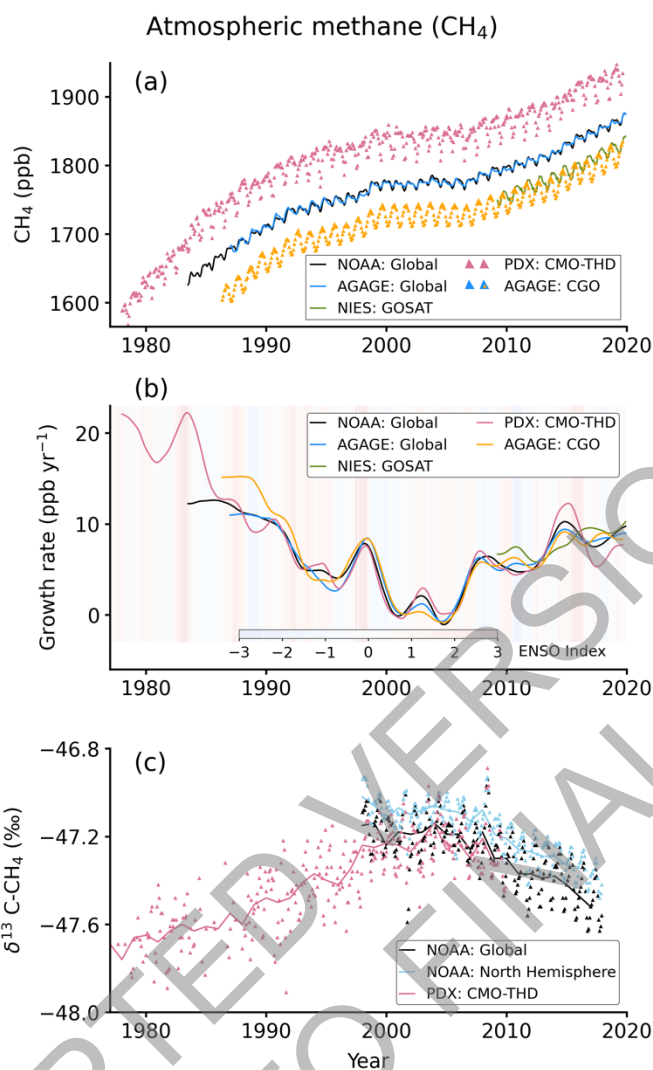 Atmospheric methane (CH₄)
(a)
CH₄ (ppb)
1900
1800
1700
1600
NOAA: Global
PDX: CMO-THD
AGAGE: Global
AGAGE: CGO
NIES: GOSAT
1980 1990 2000 2010 2020
(b)
Growth rate (ppb yr⁻¹)
20
10
0
NOAA: Global
PDX: CMO-THD
AGAGE: Global
AGAGE: CGO
NIES: GOSAT
−3 −2 −1 0 1 2 3 ENSO Index
1980 1990 2000 2010 2020
(c)
δ¹³ C-CH₄ (‰)
−46.8
−47.2
−47.6
−48.0
NOAA: Global
NOAA: North Hemisphere
PDX: CMO-THD
1980 1990 2000 2010 2020
Year